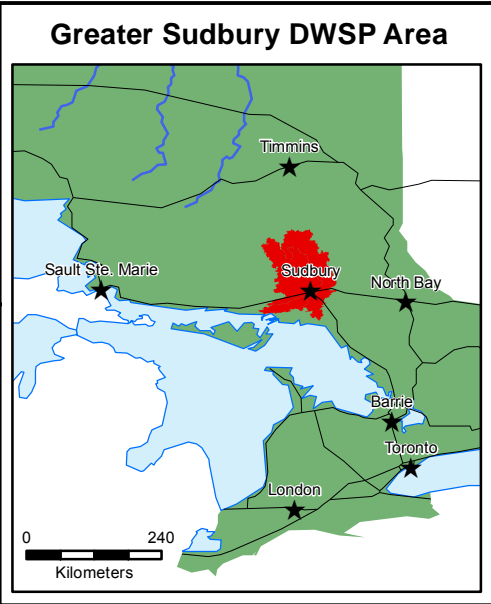 Greater Sudbury DWSP Area
Timmins
Sudbury
Sault Ste. Marie
North Bay
Barrie
Toronto
London
0 240
Kilometers